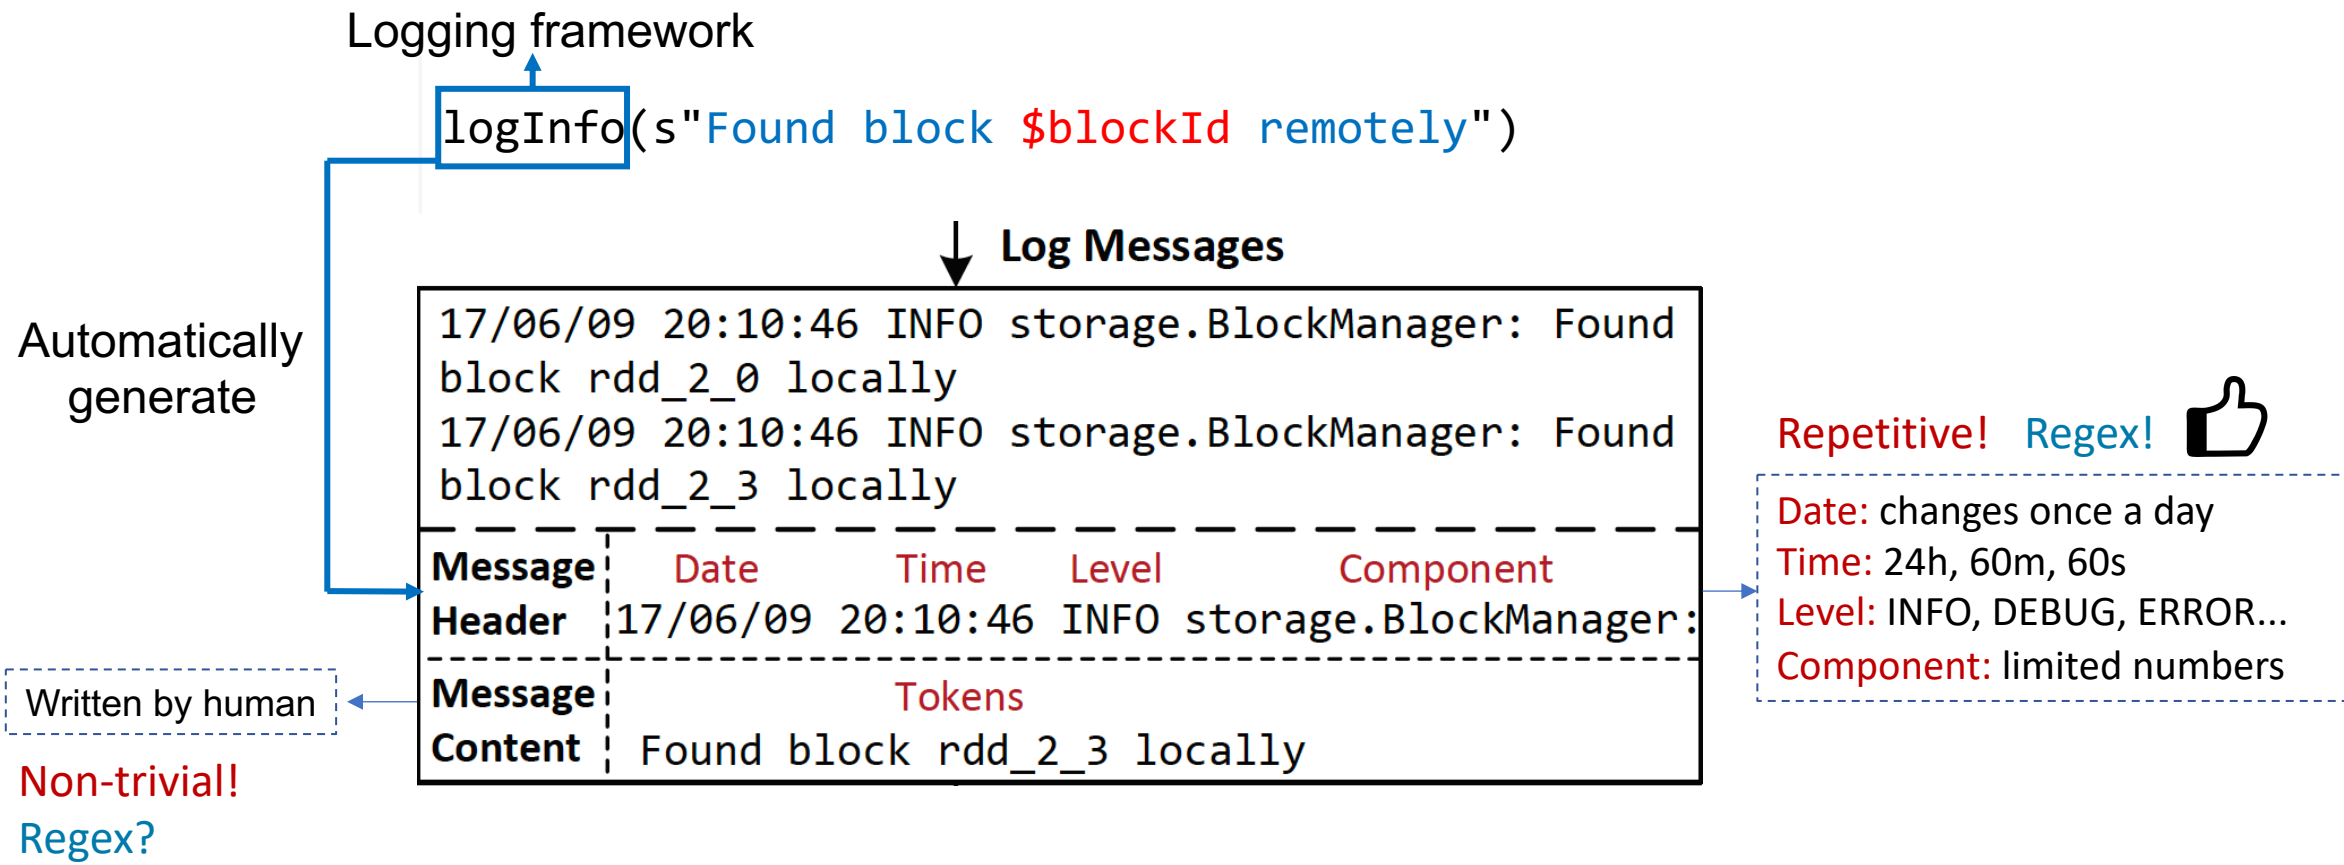 Logging framework
logInfo(s"Found block $blockId remotely")
Log Messages
17/06/09 20:10:46 INFO storage.BlockManager: Found
block rdd_2_0 locally
17/06/09 20:10:46 INFO storage.BlockManager: Found
block rdd_2_3 locally
Automatically
generate
Message
Header
Date Time Level Component
17/06/09 20:10:46 INFO storage.BlockManager:
Message
Content
Tokens
Found block rdd_2_3 locally
Written by human
Non-trivial!
Regex?
Repetitive! Regex!
Date: changes once a day
Time: 24h, 60m, 60s
Level: INFO, DEBUG, ERROR...
Component: limited numbers